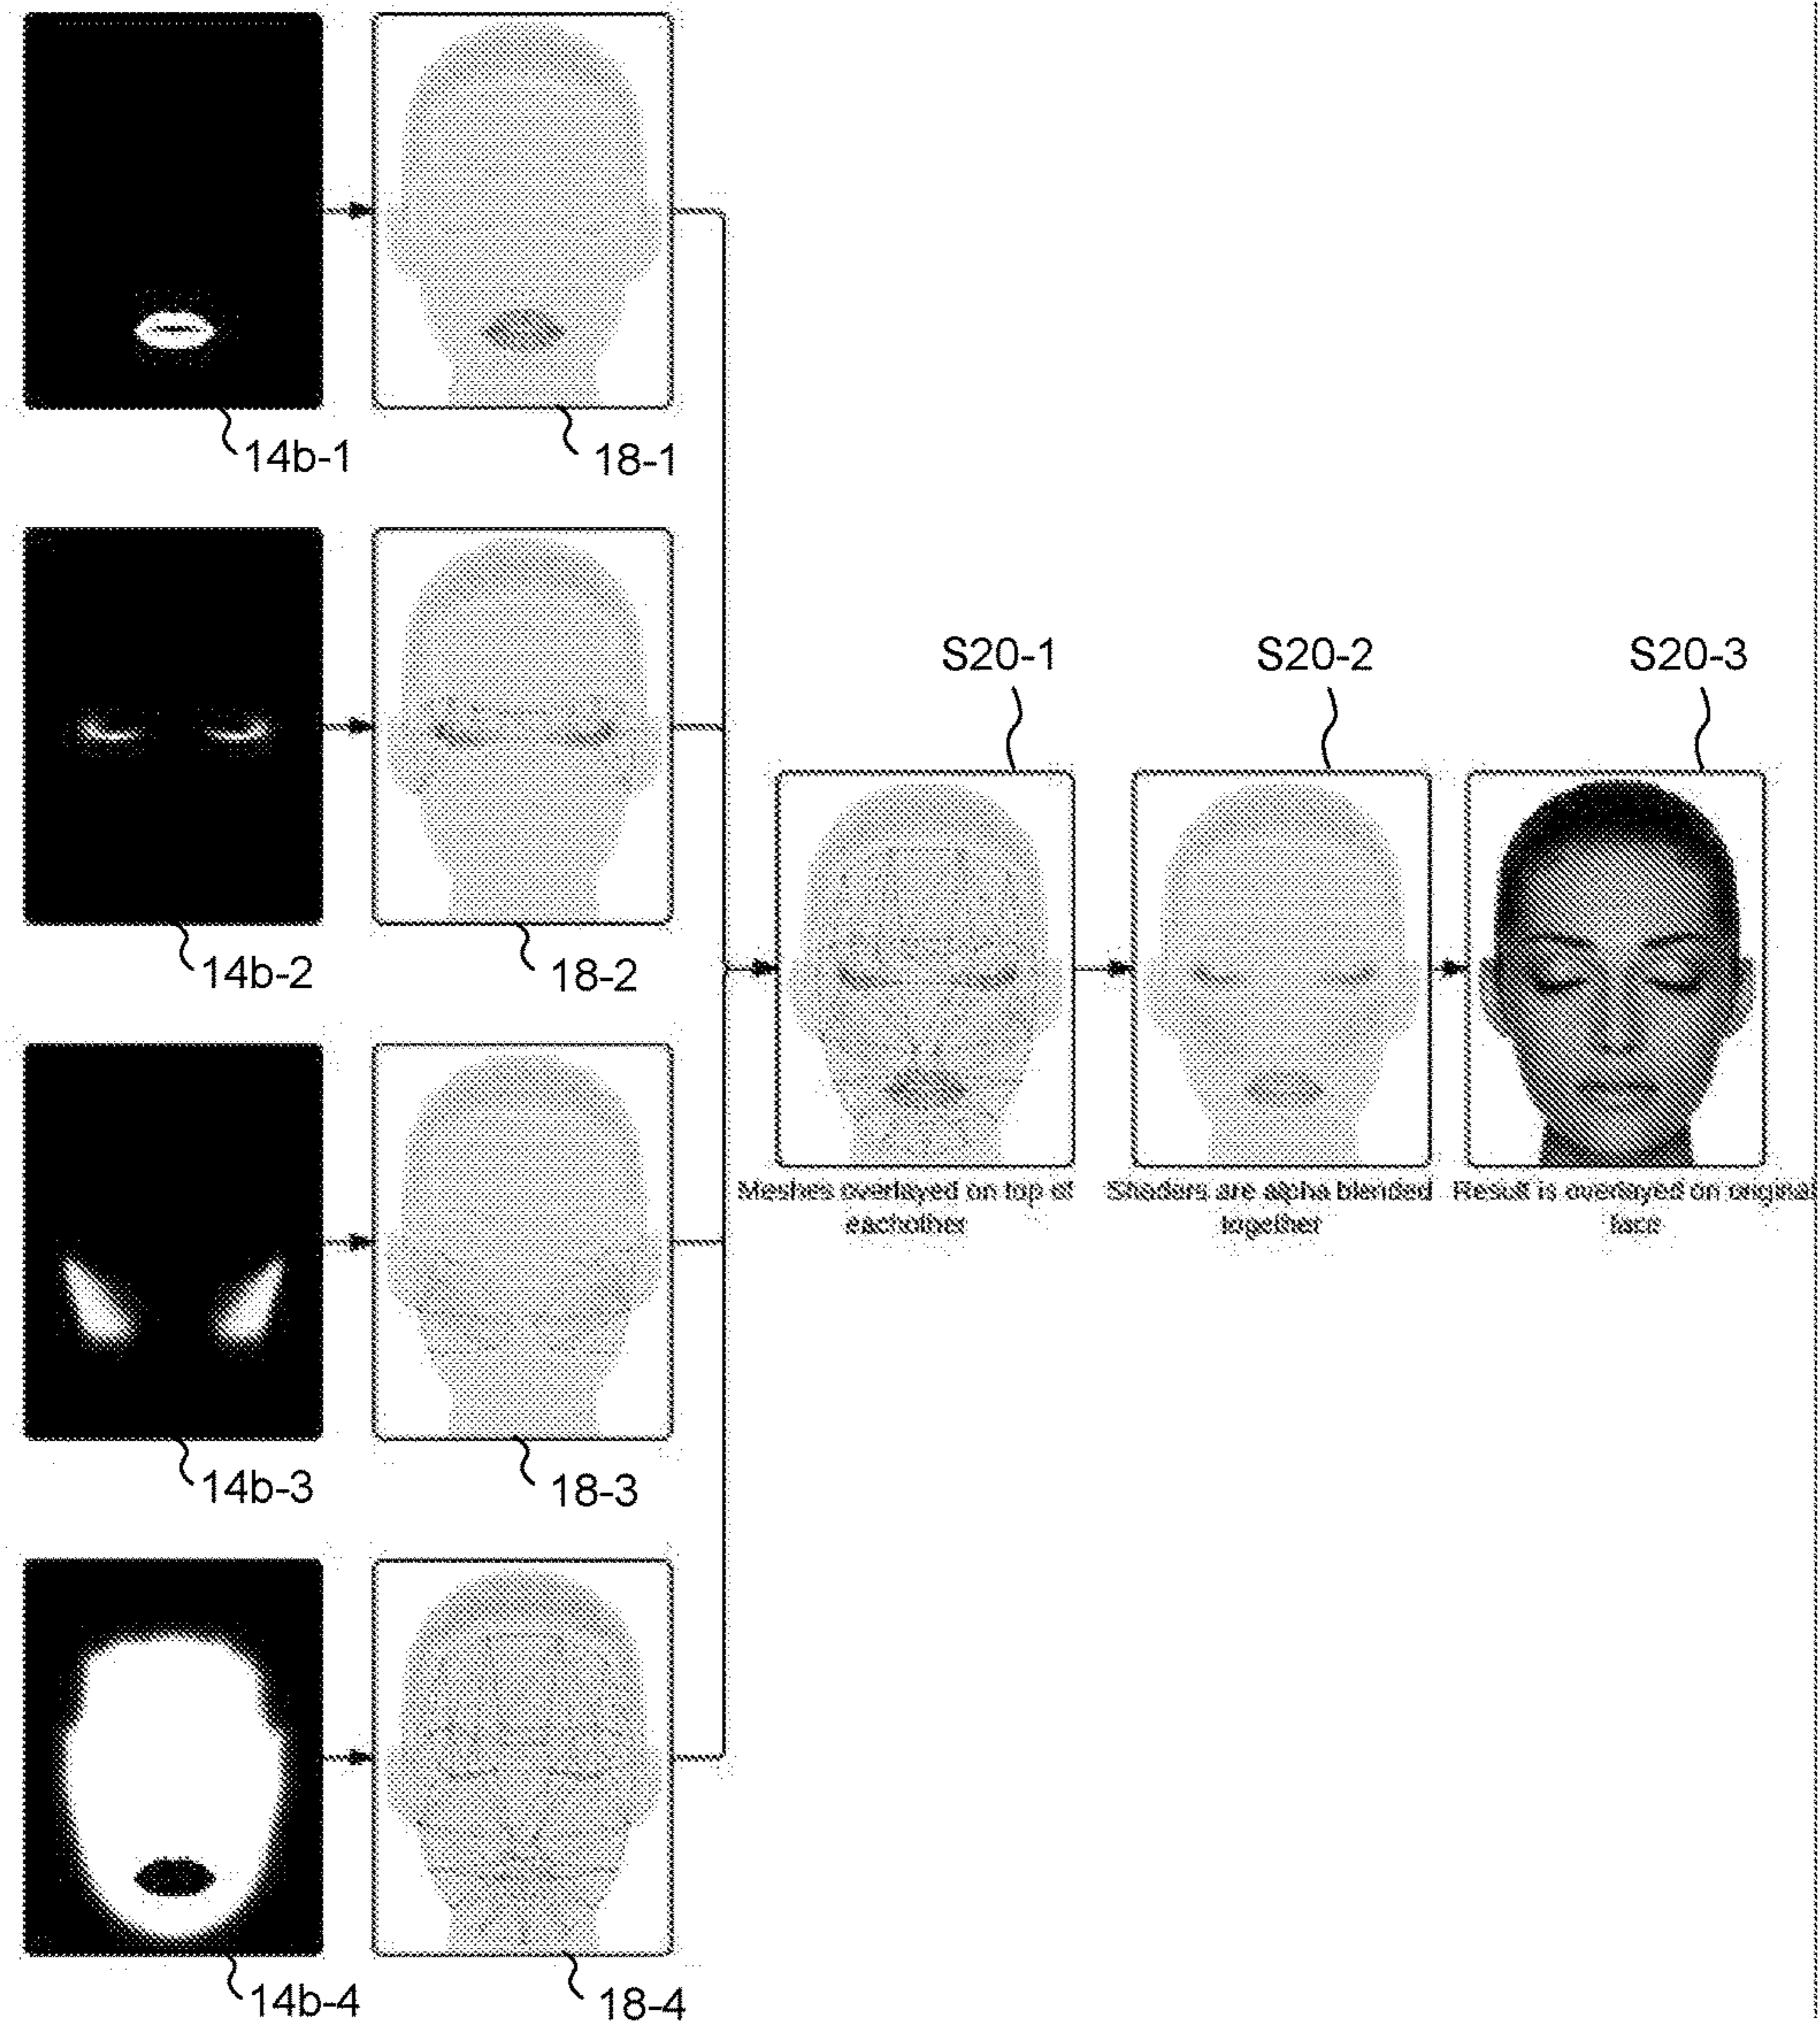 14b-1
18-1
14b-2
18-2
S20-1
S20-2
S20-3
Meshes overlayed on top of
eachother
Shaders are alpha blended
together
Result is overlayed on original
face
14b-3
18-3
14b-4
18-4